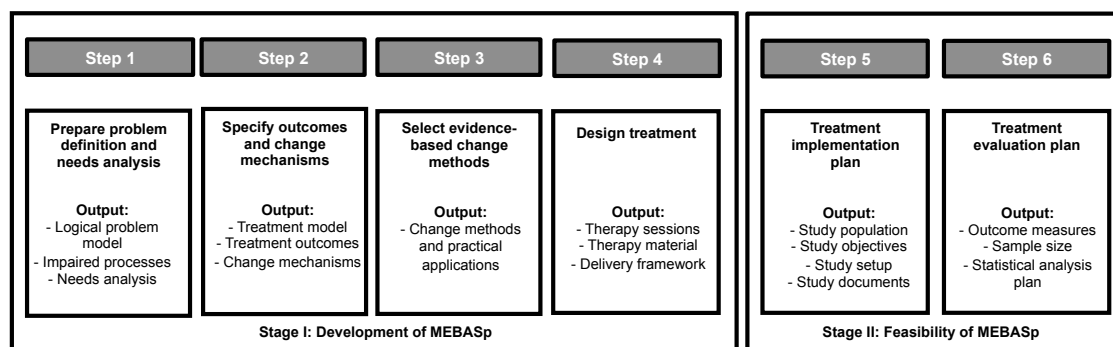 Step 1
Prepare problem
definition and
needs analysis
Output:
- Logical problem
model
- Impaired processes
- Needs analysis
Step 2
Specify outcomes
and change
mechanisms
Output:
- Treatment model
- Treatment outcomes
- Change mechanisms
Step 3
Select evidence-
based change
methods
Output:
- Change methods
and practical
applications
Step 4
Design treatment
Output:
- Therapy sessions
- Therapy material
- Delivery framework
Stage I: Development of MEBASp
Step 5
Treatment
implementation
plan
Output:
- Study population
- Study objectives
- Study setup
- Study documents
Step 6
Treatment
evaluation plan
Output:
- Outcome measures
- Sample size
- Statistical analysis
plan
Stage II: Feasibility of MEBASp